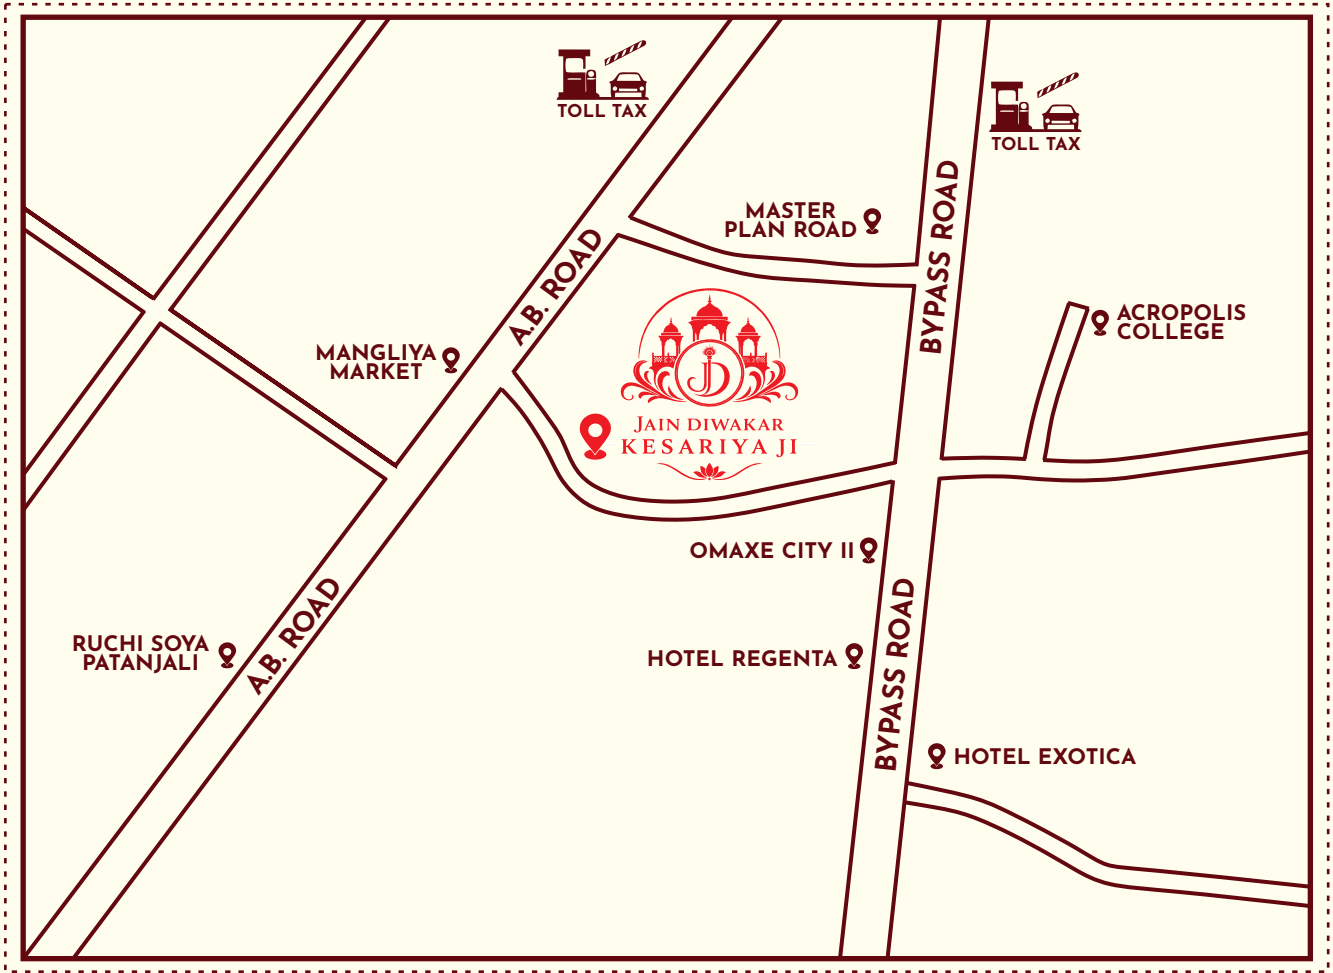 TOLL TAX
TOLL TAX
MASTER
PLAN ROAD
BYPASS ROAD
A.B. ROAD
ACROPOLIS
COLLEGE
MANGLIYA
MARKET
JD
JAIN DIWAKAR
KESARIYA JI
OMAXE CITY II
RUCHI SOYA
PATANJALI
A.B. ROAD
HOTEL REGENTA
BYPASS ROAD
HOTEL EXOTICA